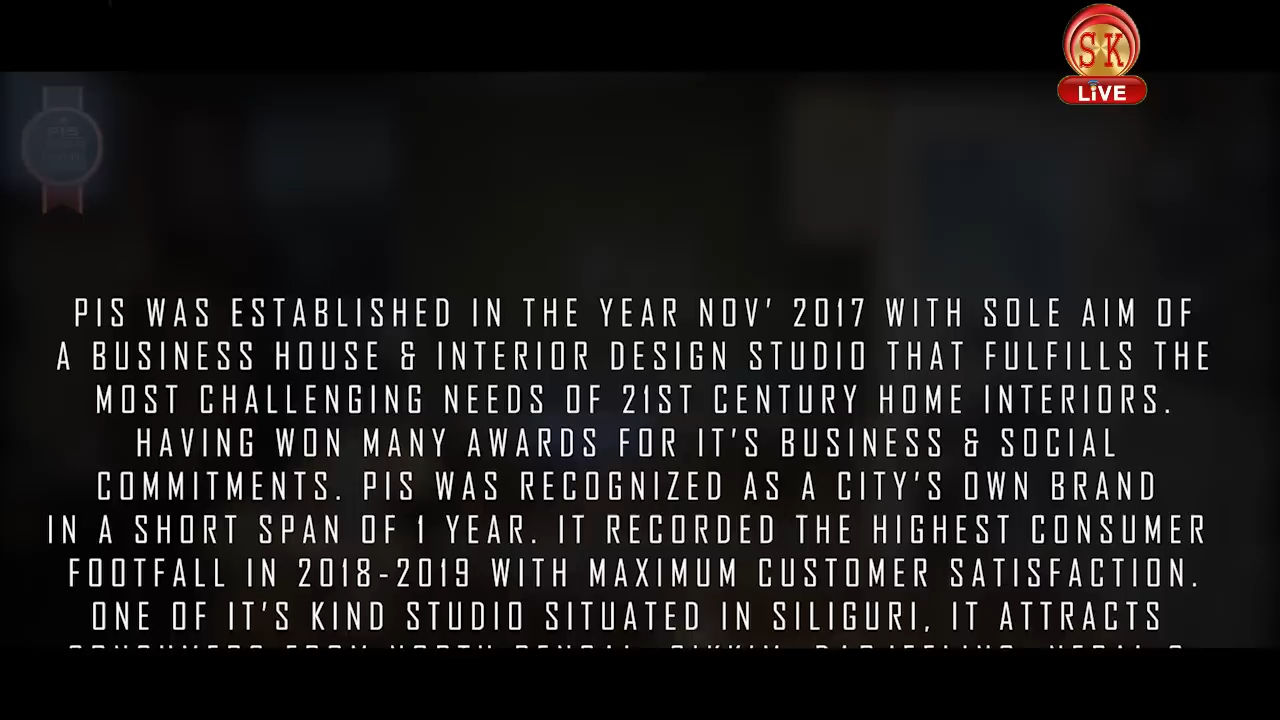 SK
LiVE
PIS
PIS WAS ESTABLISHED IN THE YEAR NOV' 2017 WITH SOLE AIM OF
A BUSINESS HOUSE & INTERIOR DESIGN STUDIO THAT FULFILLS THE
MOST CHALLENGING NEEDS OF 21ST CENTURY HOME INTERIORS.
HAVING WON MANY AWARDS FOR IT'S BUSINESS & SOCIAL
COMMITMENTS. PIS WAS RECOGNIZED AS A CITY'S OWN BRAND
IN A SHORT SPAN OF 1 YEAR. IT RECORDED THE HIGHEST CONSUMER
FOOTFALL IN 2018-2019 WITH MAXIMUM CUSTOMER SATISFACTION.
ONE OF IT'S KIND STUDIO SITUATED IN SILIGURI, IT ATTRACTS